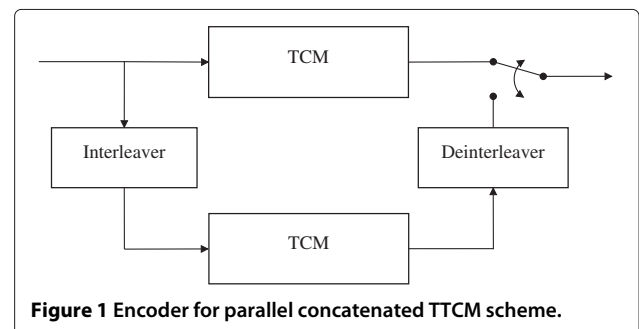 TCM
Interleaver
Deinterleaver
TCM
Figure 1 Encoder for parallel concatenated TTCM scheme.